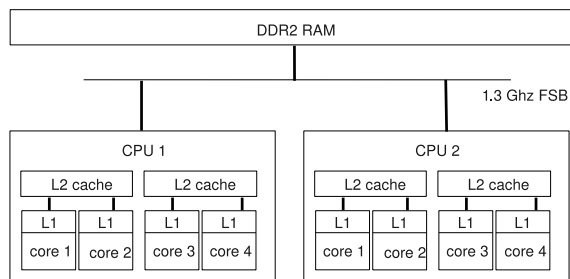 DDR2 RAM
1.3 Ghz FSB
CPU 1
CPU 2
L2 cache L2 cache L2 cache L2 cache
L1 L1 L1 L1 L1 L1 L1 L1
core 1 core 2 core 3 core 4 core 1 core 2 core 3 core 4